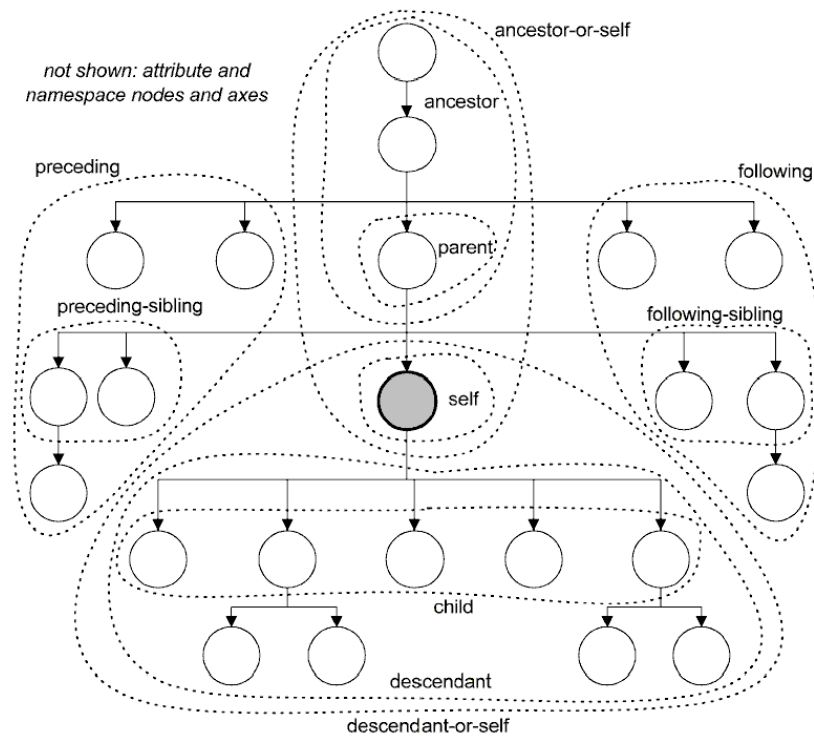 ancestor-or-self
not shown: attribute and
namespace nodes and axes
ancestor
preceding
following
parent
preceding-sibling
following-sibling
self
child
descendant
descendant-or-self